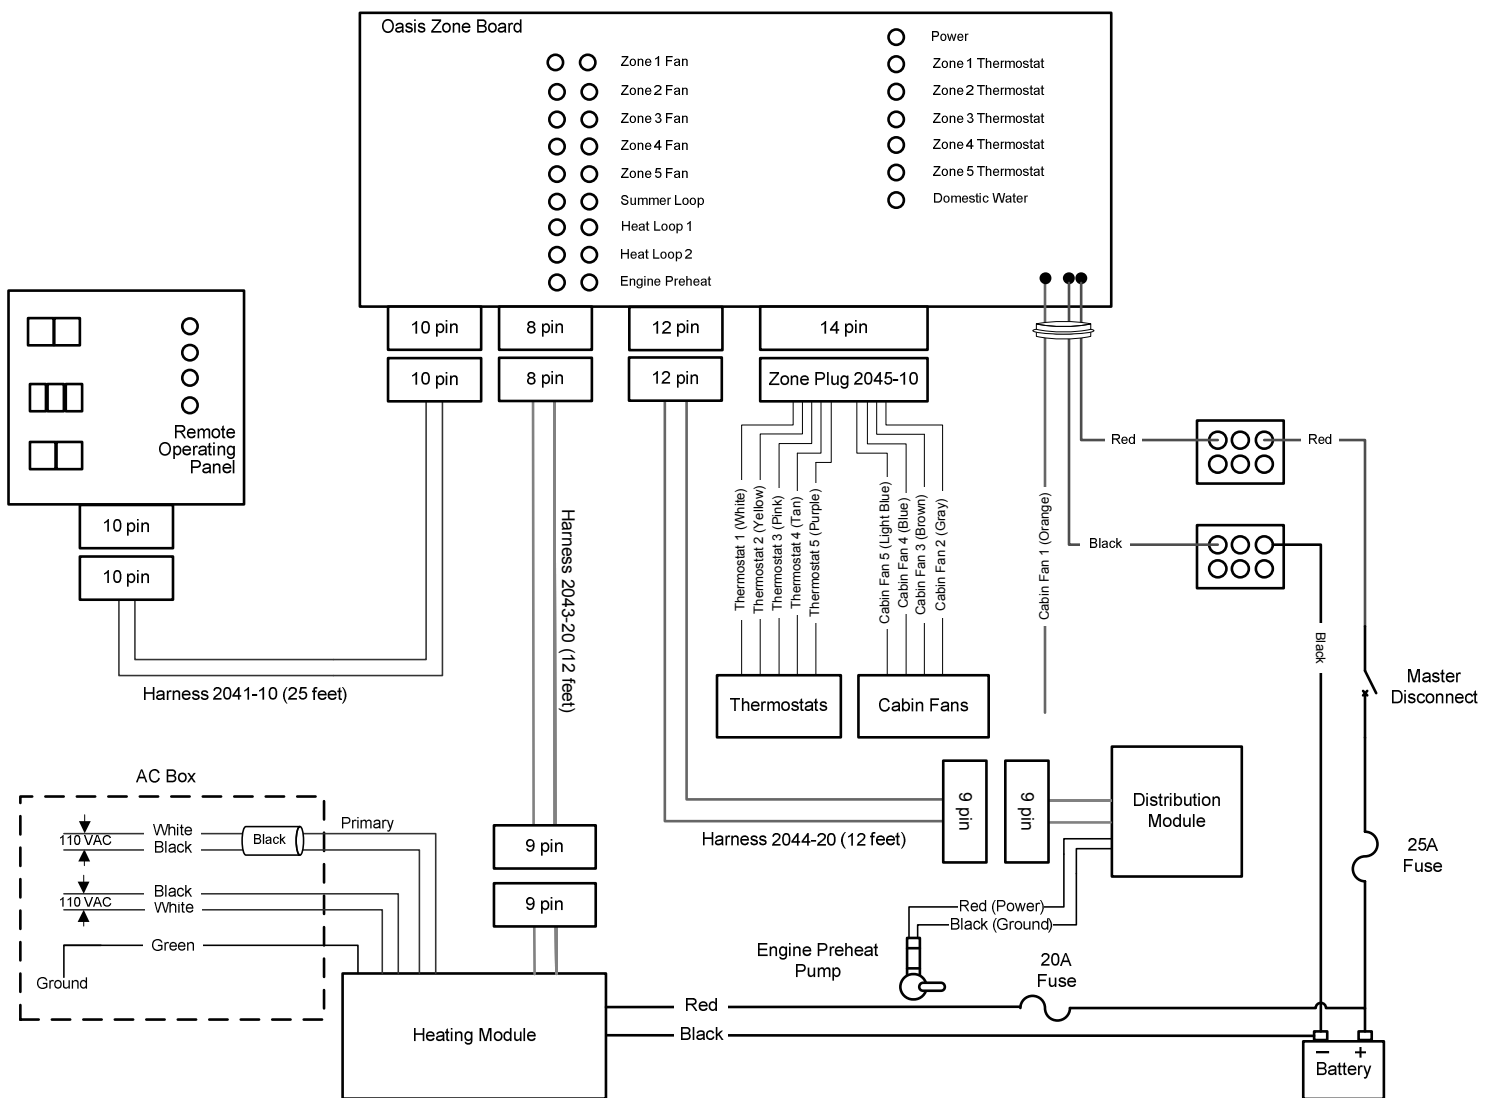 Oasis Zone Board
Zone 1 Fan
Zone 2 Fan
Zone 3 Fan
Zone 4 Fan
Zone 5 Fan
Summer Loop
Heat Loop 1
Heat Loop 2
Engine Preheat
Power
Zone 1 Thermostat
Zone 2 Thermostat
Zone 3 Thermostat
Zone 4 Thermostat
Zone 5 Thermostat
Domestic Water
10 pin
8 pin
12 pin
14 pin
10 pin
8 pin
12 pin
Zone Plug 2045-10
Remote
Operating
Panel
10 pin
10 pin
Harness 2041-10 (25 feet)
Harness 2043-20 (12 feet)
Thermostat 1 (White)
Thermostat 2 (Yellow)
Thermostat 3 (Pink)
Thermostat 4 (Tan)
Thermostat 5 (Purple)
Cabin Fan 5 (Light Blue)
Cabin Fan 4 (Blue)
Cabin Fan 3 (Brown)
Cabin Fan 2 (Gray)
Cabin Fan 1 (Orange)
Red
Red
Black
Black
Master
Disconnect
Thermostats
Cabin Fans
9 pin
9 pin
Distribution
Module
Harness 2044-20 (12 feet)
25A
Fuse
AC Box
White
110 VAC
Black
Black
Primary
Black
110 VAC
White
Green
Ground
9 pin
9 pin
Red (Power)
Black (Ground)
Engine Preheat
Pump
20A
Fuse
Heating Module
Red
Black
− +
Battery